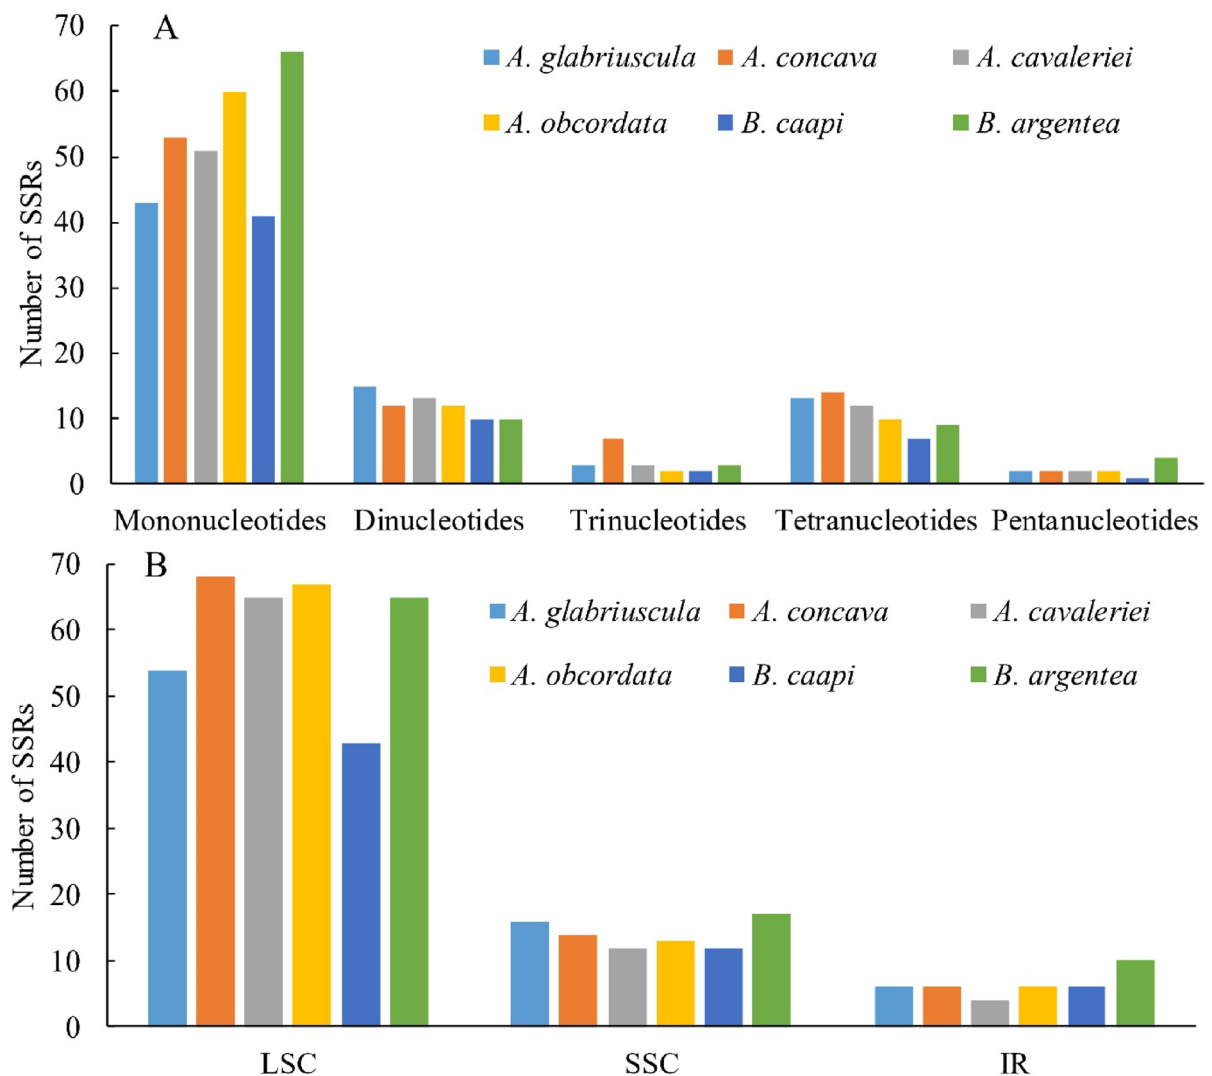 A
70
60
50
40
30
20
10
0
Number of SSRs
A. glabriuscula A. concava A. cavaleriei
A. obcordata B. caapi B. argentea
Mononucleotides Dinucleotides Trinucleotides Tetranucleotides Pentanucleotides
B
70
60
50
40
30
20
10
0
Number of SSRs
A. glabriuscula A. concava A. cavaleriei
A. obcordata B. caapi B. argentea
LSC SSC IR